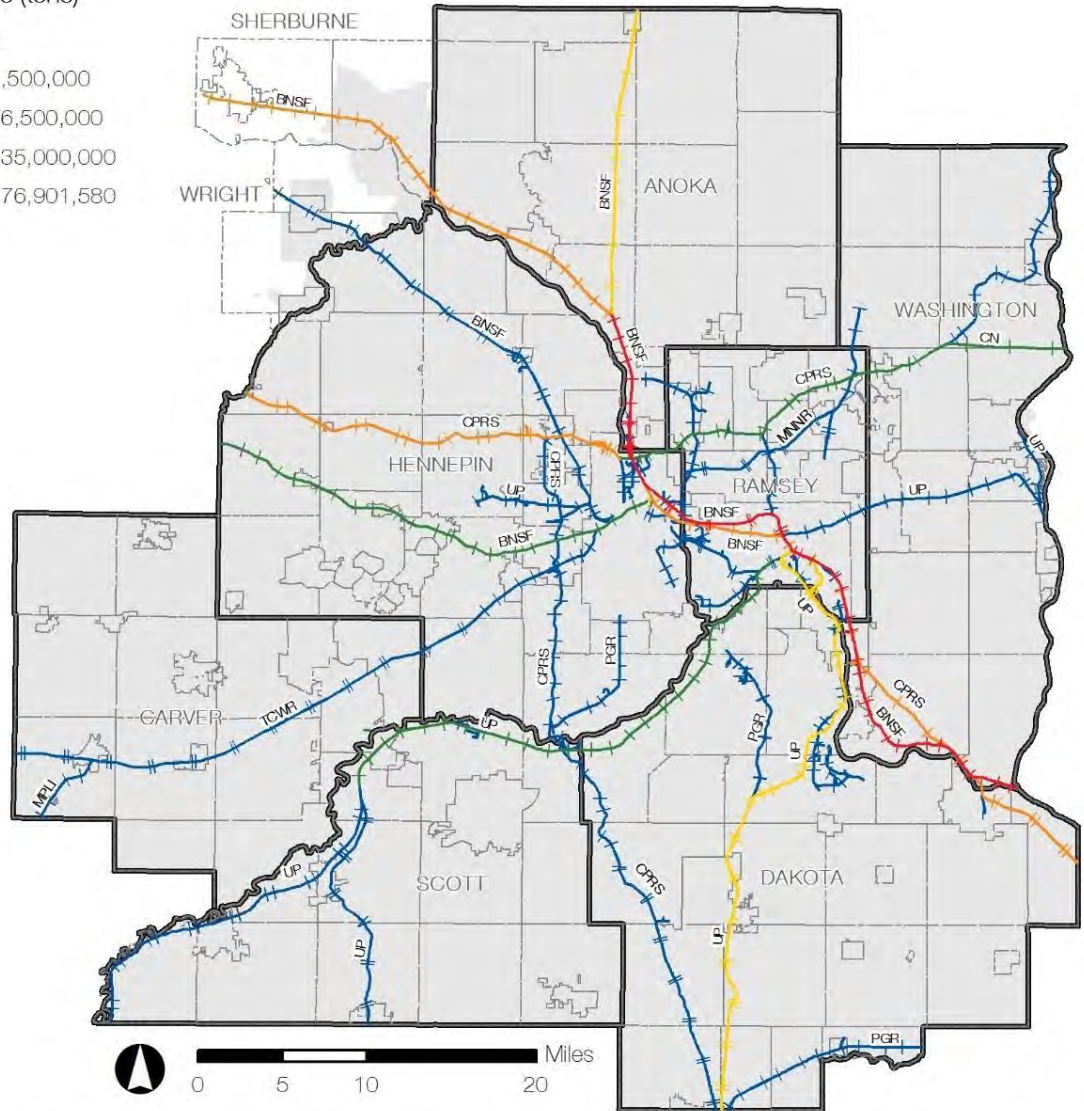 (tons)
,500,000
6,500,000
35,000,000
76,901,580
SHERBURNE
BNSF
WRIGHT
ANOKA
BNSF
WASHINGTON
BNSF
BNSF
CN
CPRS
MNNR
CPRS
HENNEPIN
CPRS
UP
RAMSEY
UP
UP
BNSF
BNSF
BNSF
UP
PGR
CPRS
CPRS
BNSF
CARVER
TCWR
UP
PGR
UP
MPLI
UP
SCOTT
CPRS
DAKOTA
UP
UP
PGR
Miles
0 5 10 20